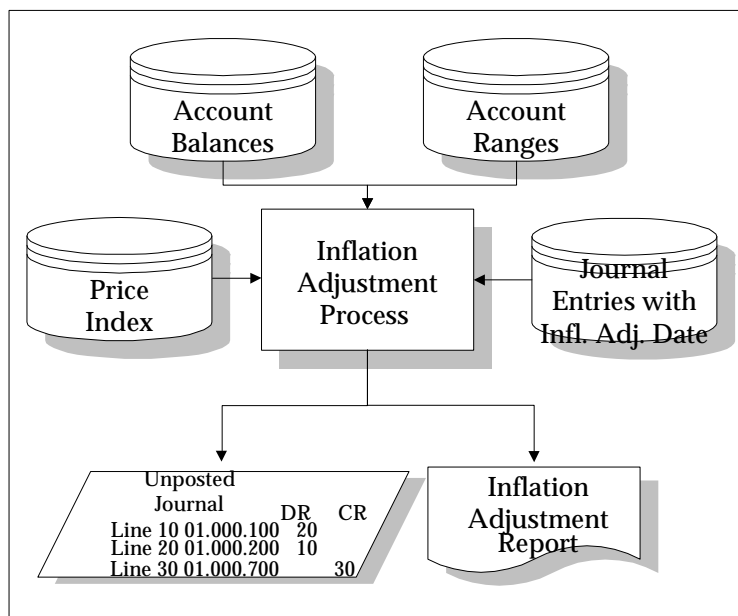 Account
Balances
Account
Ranges
Price
Index
Inflation
Adjustment
Process
Journal
Entries with
Infl. Adj. Date
Unposted
Journal
DR CR
Line 10 01.000.100 20
Line 20 01.000.200 10
Line 30 01.000.700 30
Inflation
Adjustment
Report